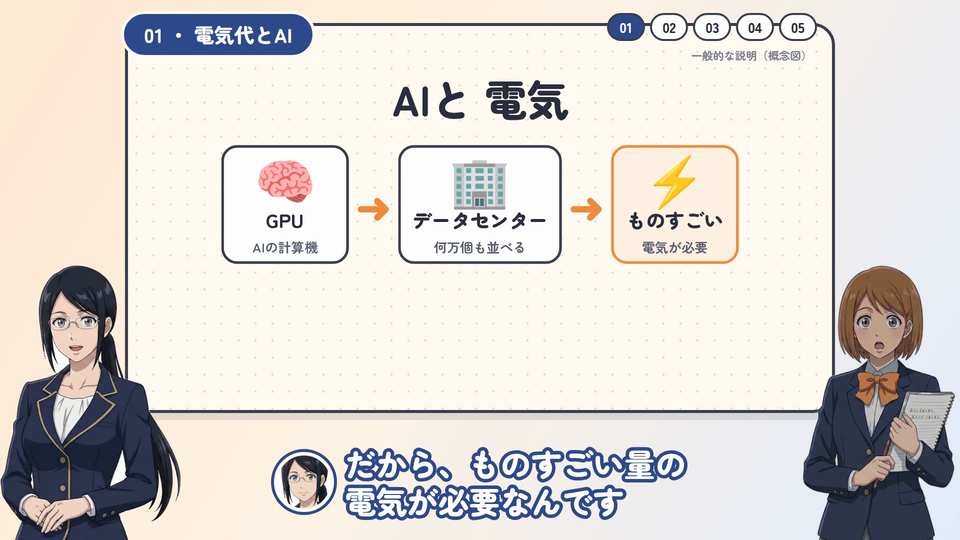 01 ・ 電気代とAI
01 02 03 04 05
一般的な説明（概念図）
AIと 電気
GPU
AIの計算機
データセンター
何万個も並べる
ものすごい
電気が必要
だから、ものすごい量の
電気が必要なんです